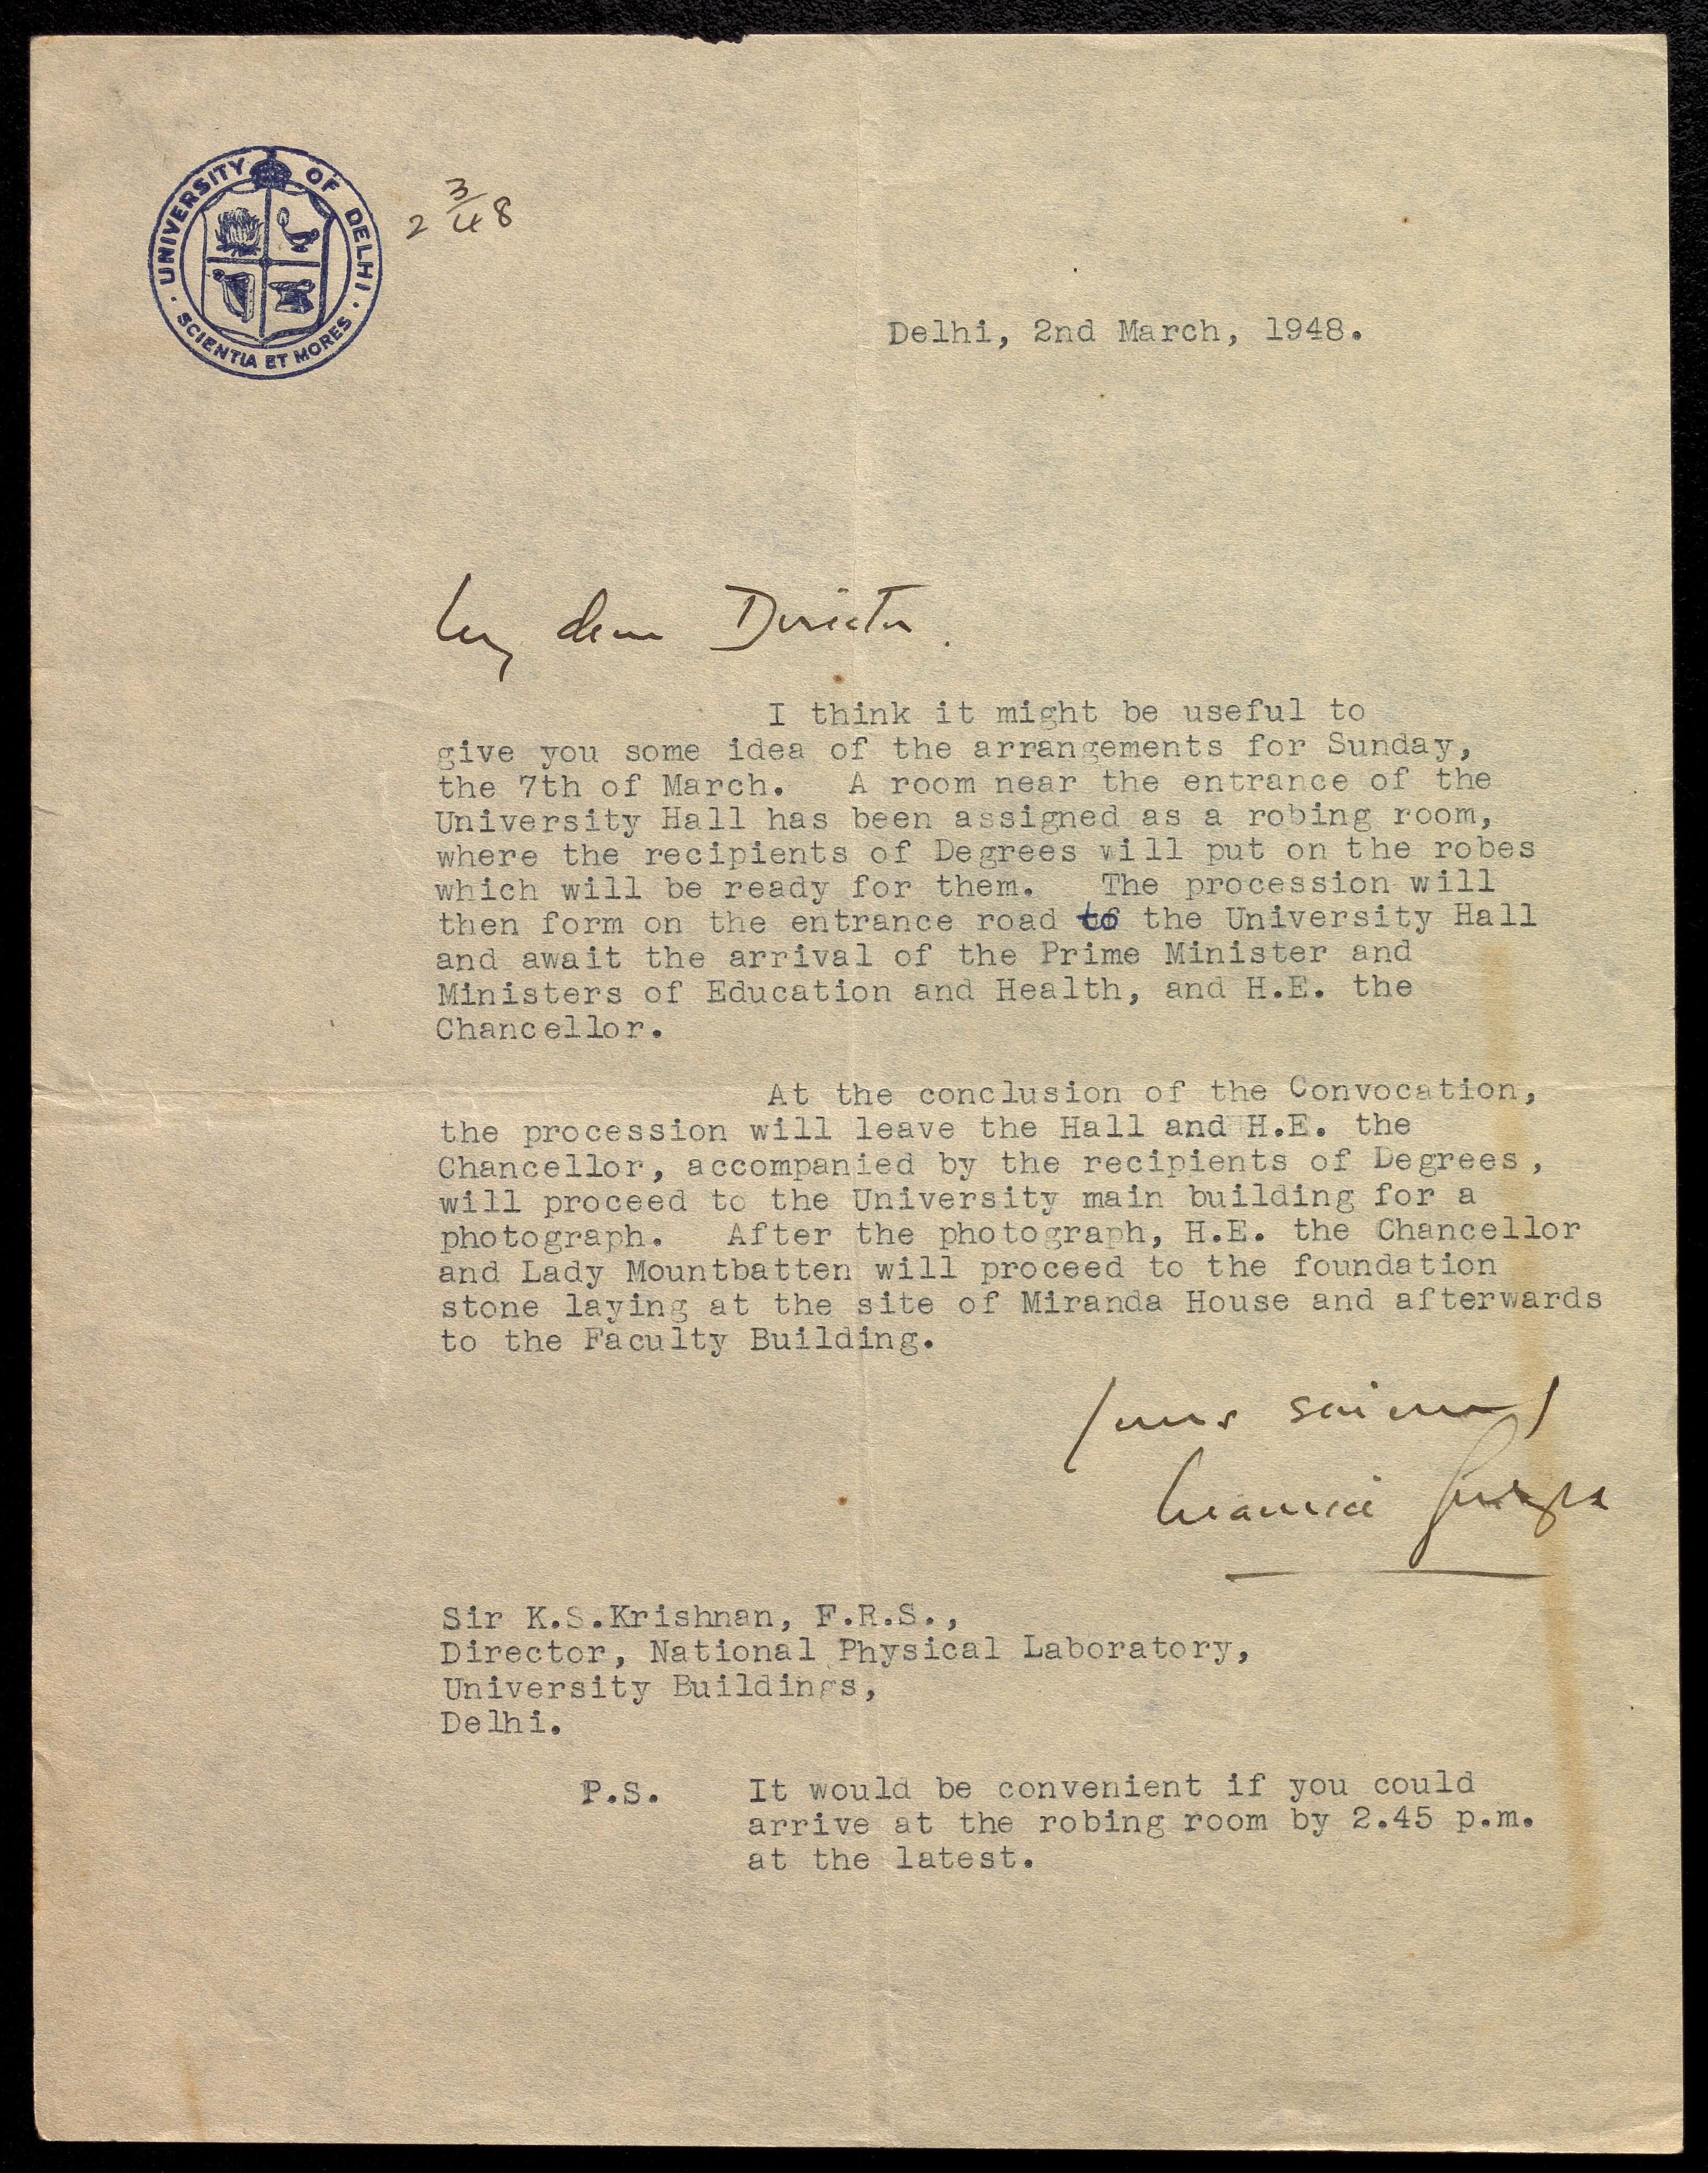 UNIVERSITY OF DELHI
SCIENTIA ET MORES
2 3/48
Delhi, 2nd March, 1948.
My dear Director.
I think it might be useful to
give you some idea of the arrangements for Sunday,
the 7th of March. A room near the entrance of the
University Hall has been assigned as a robing room,
where the recipients of Degrees will put on the robes
which will be ready for them. The procession will
then form on the entrance road to the University Hall
and await the arrival of the Prime Minister and
Ministers of Education and Health, and H.E. the
Chancellor.
At the conclusion of the Convocation,
the procession will leave the Hall and H.E. the
Chancellor, accompanied by the recipients of Degrees,
will proceed to the University main building for a
photograph. After the photograph, H.E. the Chancellor
and Lady Mountbatten will proceed to the foundation
stone laying at the site of Miranda House and afterwards
to the Faculty Building.
Yours sincerely
Maurice Gwyer
Sir K.S.Krishnan, F.R.S.,
Director, National Physical Laboratory,
University Buildings,
Delhi.
P.S. It would be convenient if you could
arrive at the robing room by 2.45 p.m.
at the latest.